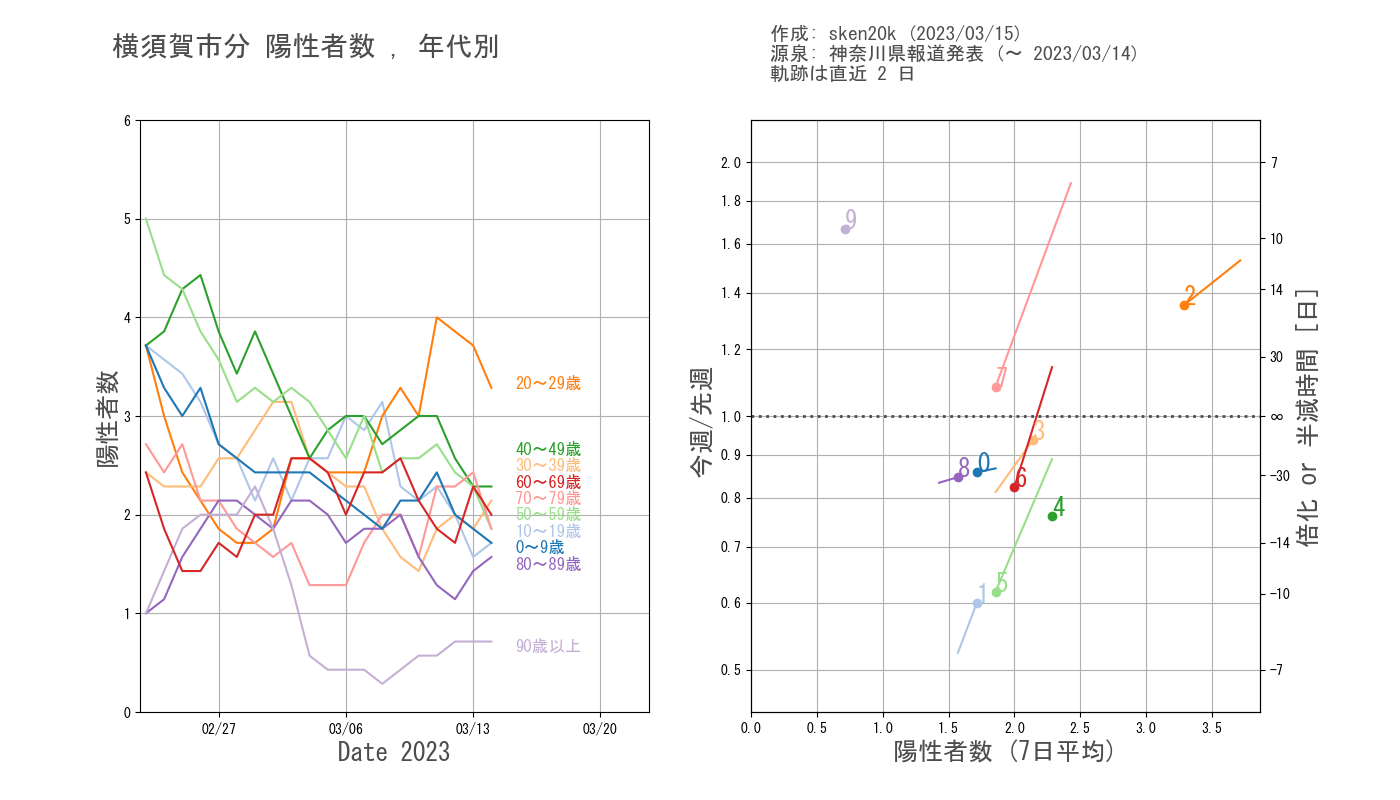 横須賀市分 陽性者数 , 年代別
作成: sken20k (2023/03/15)
源泉: 神奈川県報道発表 (〜 2023/03/14)
軌跡は直近 2 日
陽性者数
6
5
4
3
2
1
0
02/27
03/06
03/13
03/20
Date 2023
20〜29歳
40〜49歳
30〜39歳
60〜69歳
70〜79歳
50〜59歳
10〜19歳
0〜9歳
80〜89歳
90歳以上
今週/先週
2.0
1.8
1.6
1.4
1.2
1.0
0.9
0.8
0.7
0.6
0.5
0.0
0.5
1.0
1.5
2.0
2.5
3.0
3.5
陽性者数 (7日平均)
9
2
7
3
0
8
6
4
5
1
7
10
14
30
∞
−30
−14
−10
−7
倍化 or 半減時間 [日]